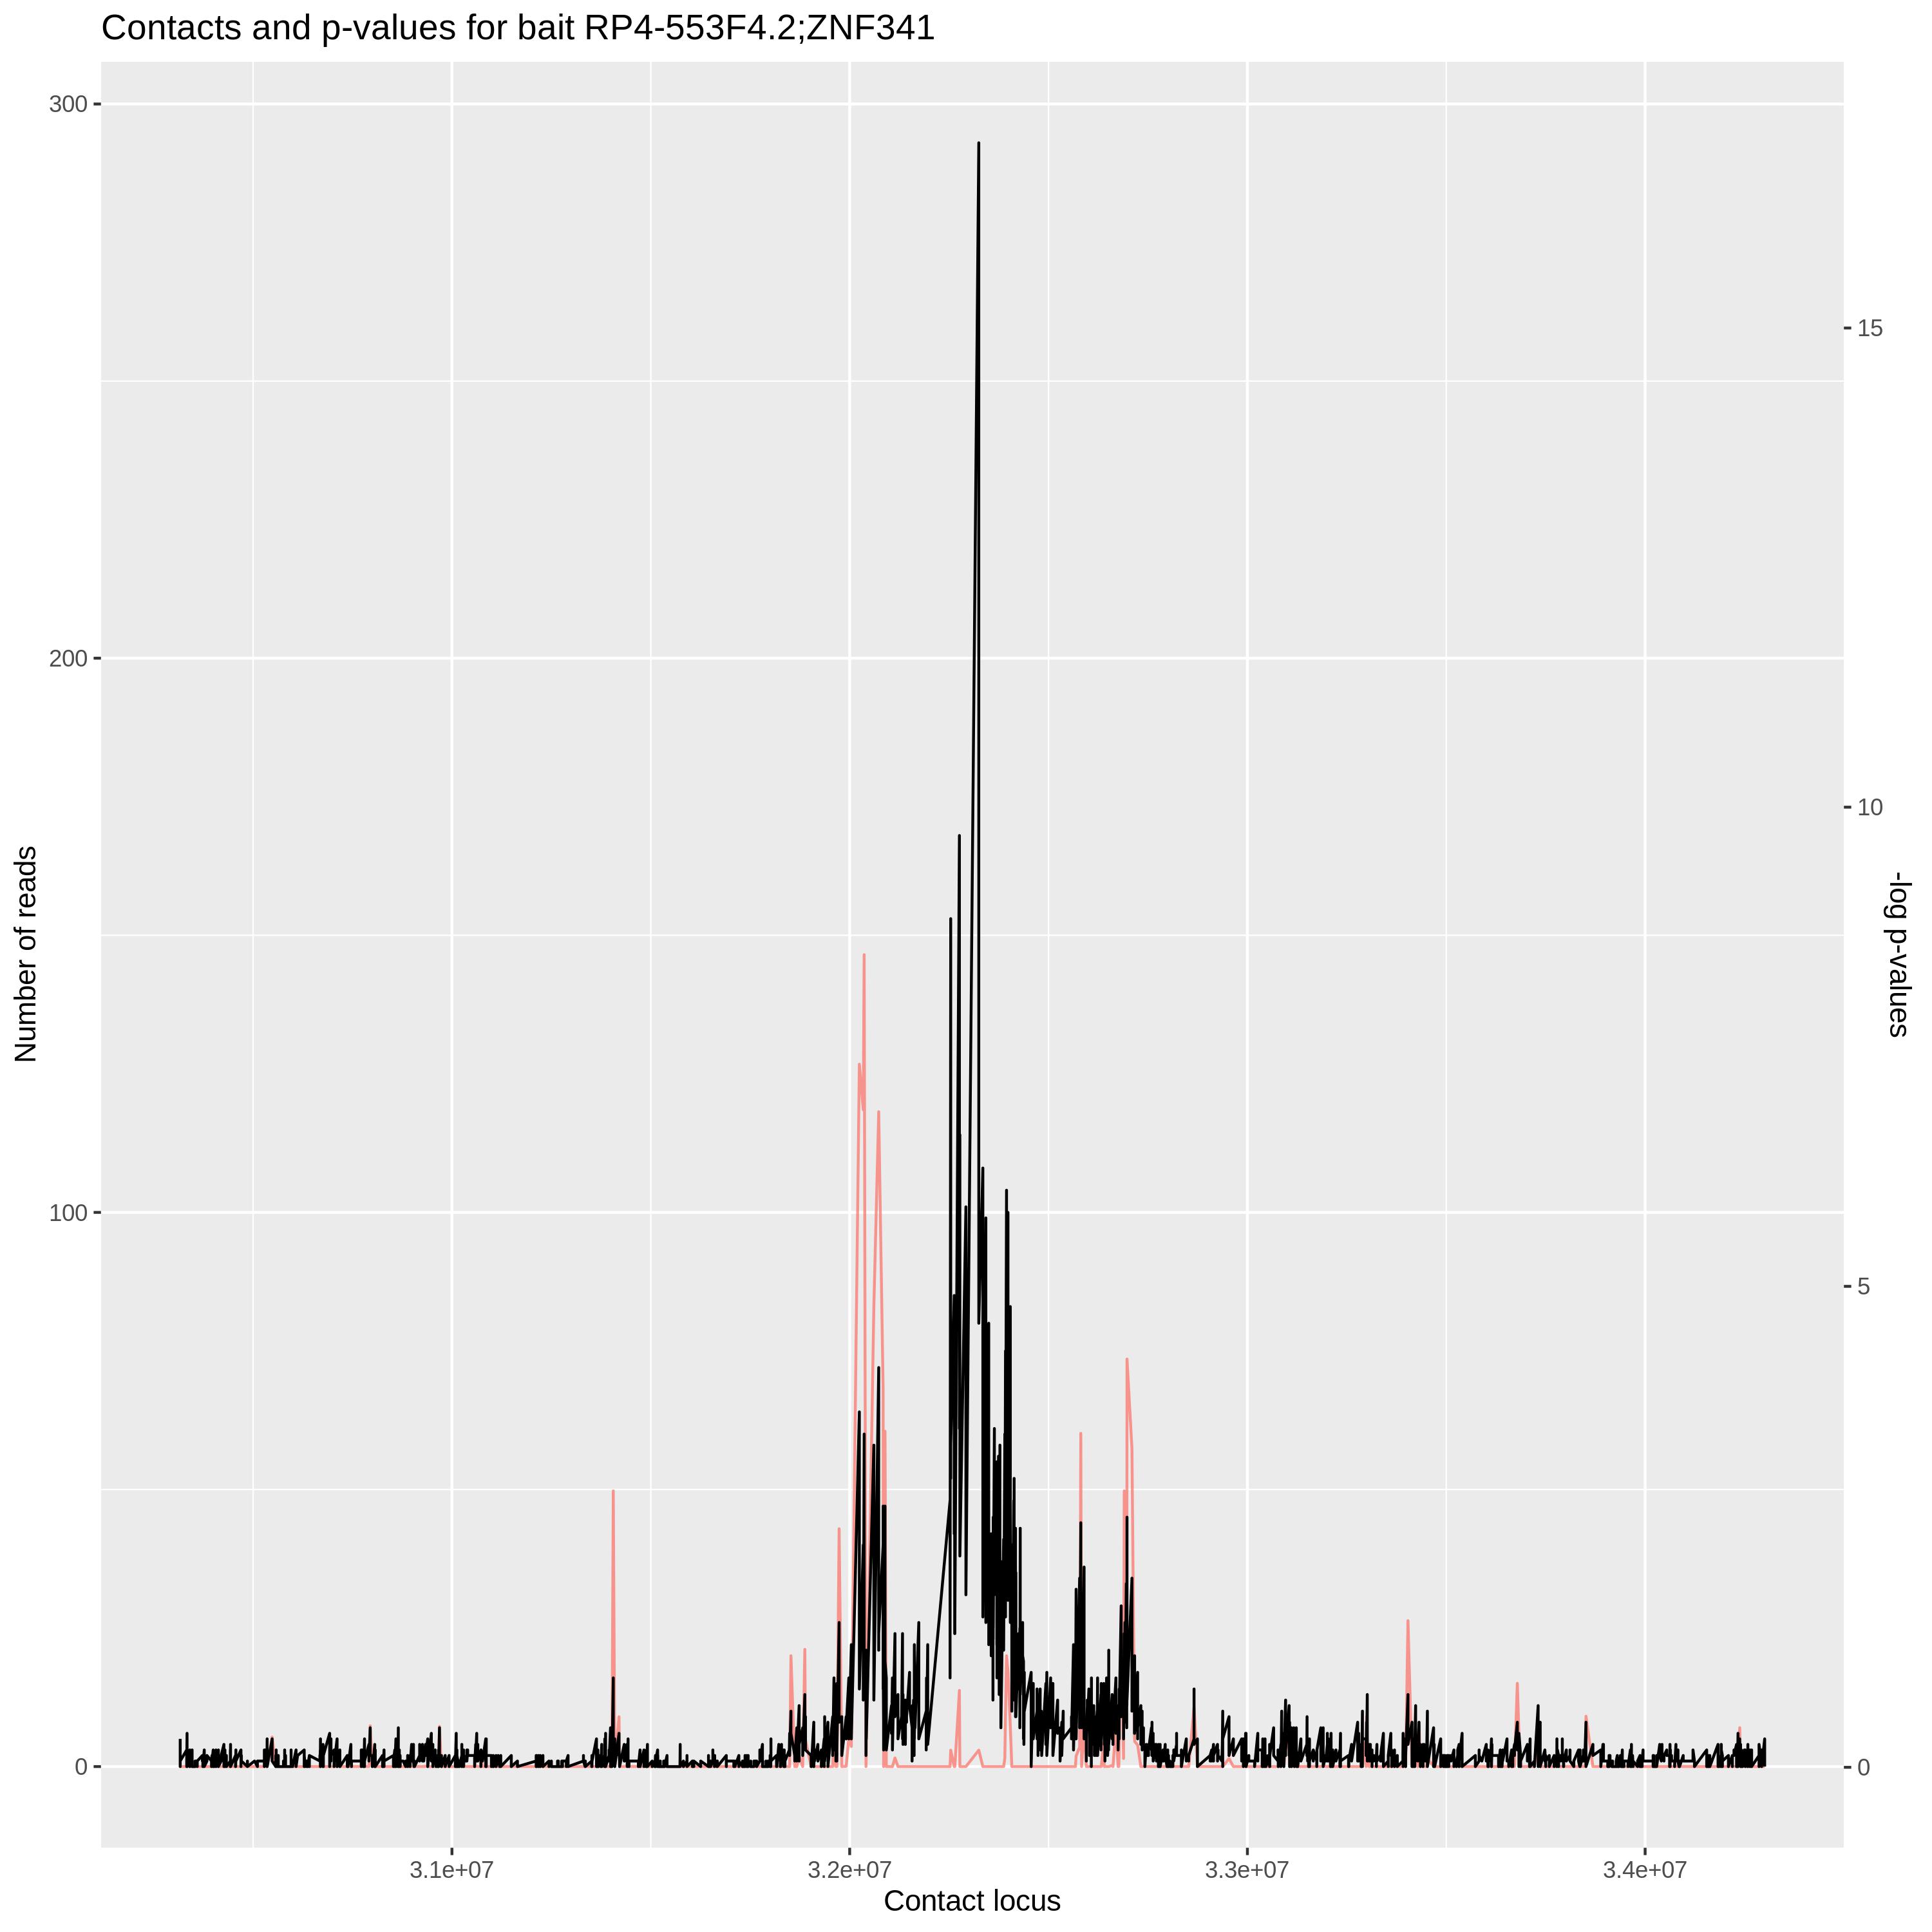 Contacts and p-values for bait RP4-553F4.2;ZNF341
300
200
100
0
Number of reads
15
10
5
0
-log p-values
3.1e+07 3.2e+07 3.3e+07 3.4e+07
Contact locus